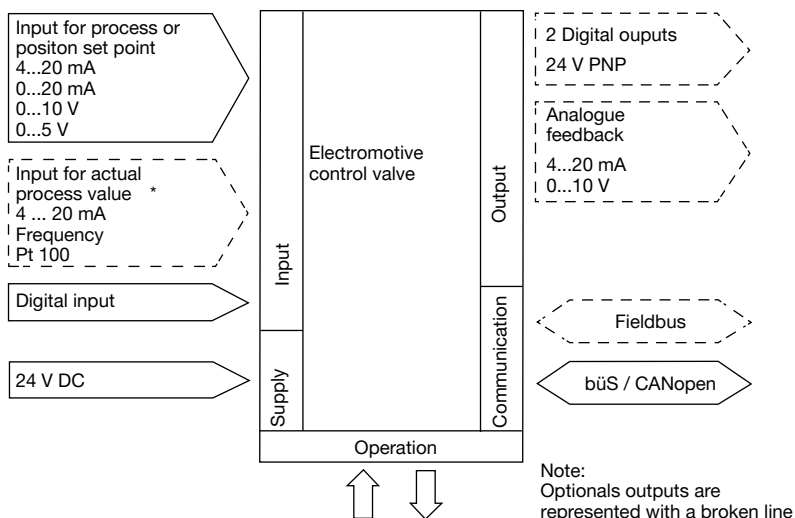 Input for process or
positon set point
4...20 mA
0...20 mA
0...10 V
0...5 V
Input for actual
process value *
4 ... 20 mA
Frequency
Pt 100
Digital input
24 V DC
Input
Supply
Electromotive
control valve
Output
Communication
Operation
2 Digital ouputs
24 V PNP
Analogue
feedback
4...20 mA
0...10 V
Fieldbus
büS / CANopen
Note:
Optionals outputs are
represented with a broken line